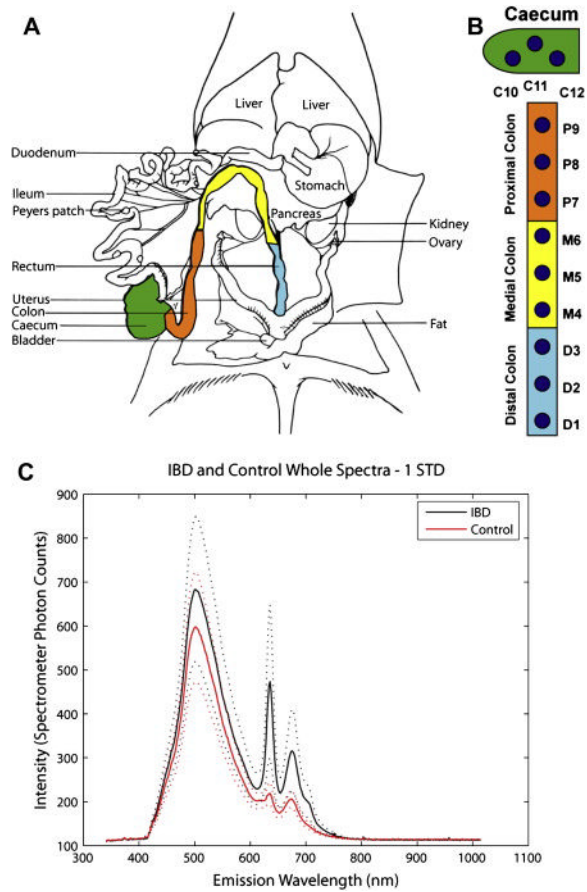 A
Liver
Liver
Duodenum
Stomach
Ileum
Peyers patch
Pancreas
Kidney
Ovary
Rectum
Uterus
Colon
Caecum
Bladder
Fat
B
Caecum
C10
C11
C12
Proximal Colon
P9
P8
P7
Medial Colon
M6
M5
M4
Distal Colon
D3
D2
D1
C
IBD and Control Whole Spectra - 1 STD
IBD
Control
Intensity (Spectrometer Photon Counts)
900
800
700
600
500
400
300
200
100
300
400
500
600
700
800
900
1000
1100
Emission Wavelength (nm)